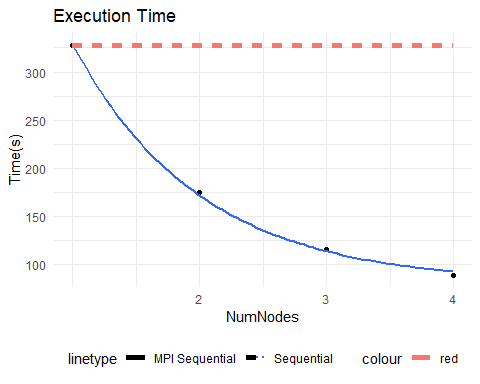 Execution Time
Time(s)
300
250
200
150
100
2 3 4
NumNodes
linetype MPI Sequential Sequential colour red